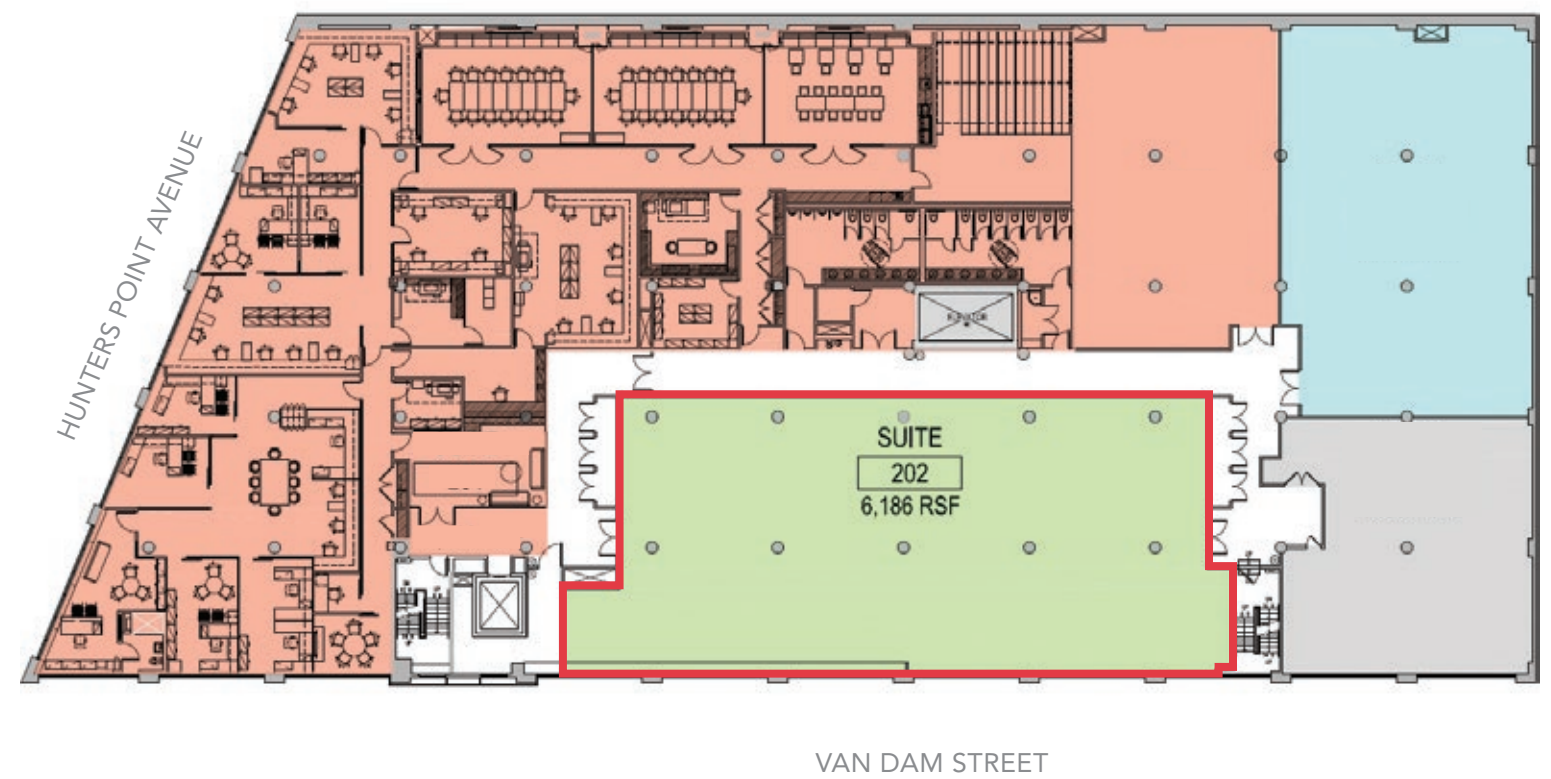 HUNTERS POINT AVENUE
SUITE
202
6,186 RSF
VAN DAM STREET